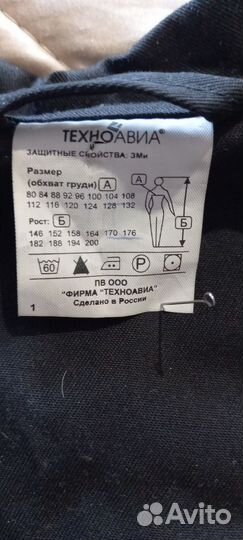 ТЕХНОАВИА®
ЗАЩИТНЫЕ СВОЙСТВА: ЗМи
Размер
(обхват груди) А
80 84 88 92 96 100 104 108
112 116 120 124 128 132
Рост: Б
146 152 158 164 170 176
182 188 194 200
А
Б
60
P
ПВ ООО
"ФИРМА "ТЕХНОАВИА"
Сделано в России
1
Avito